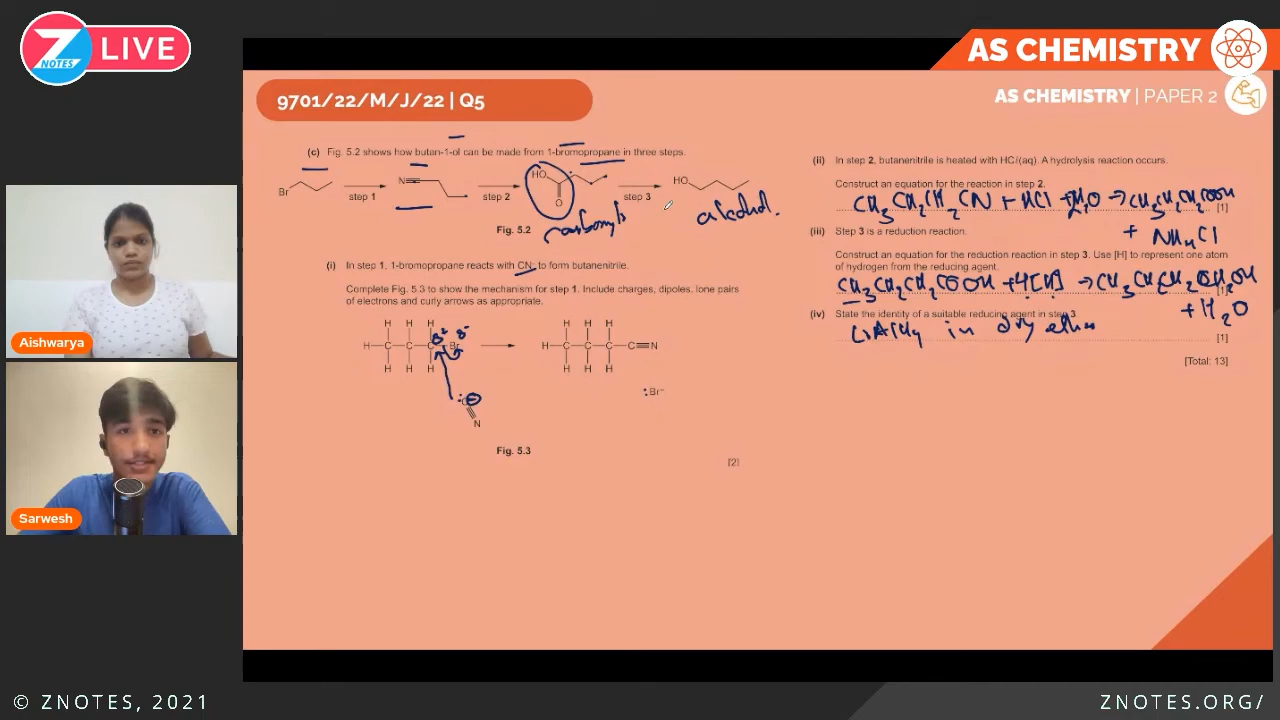 Z NOTES LIVE
AS CHEMISTRY
9701/22/M/J/22 | Q5
AS CHEMISTRY | PAPER 2
(c) Fig. 5.2 shows how butan-1-ol can be made from 1-bromopropane in three steps.
Br N HO O HO
step 1 step 2 step 3
alcohol.
Fig. 5.2
(i) In step 1, 1-bromopropane reacts with CN⁻ to form butanenitrile.
Complete Fig. 5.3 to show the mechanism for step 1. Include charges, dipoles, lone pairs
of electrons and curly arrows as appropriate.
H H H δ⁻ H H H
H C C C Br H C C C C≡N
H H H H H H
:Br⁻
N
Fig. 5.3
[2]
(ii) In step 2, butanenitrile is heated with HCl(aq). A hydrolysis reaction occurs.
Construct an equation for the reaction in step 2.
CH3CH2CH2CN + HCl + 2H2O → CH3CH2CH2COOH [1]
+ NH4Cl
(iii) Step 3 is a reduction reaction.
Construct an equation for the reduction reaction in step 3. Use [H] to represent one atom
of hydrogen from the reducing agent.
CH3CH2CH2COOH + 4[H] → CH3CH2CH2CH2OH [1]
+ H2O
(iv) State the identity of a suitable reducing agent in step 3.
LiAlH4 in dry ether
[1]
[Total: 13]
Aishwarya
Sarwesh
© ZNOTES, 2021
ZNOTES.ORG/